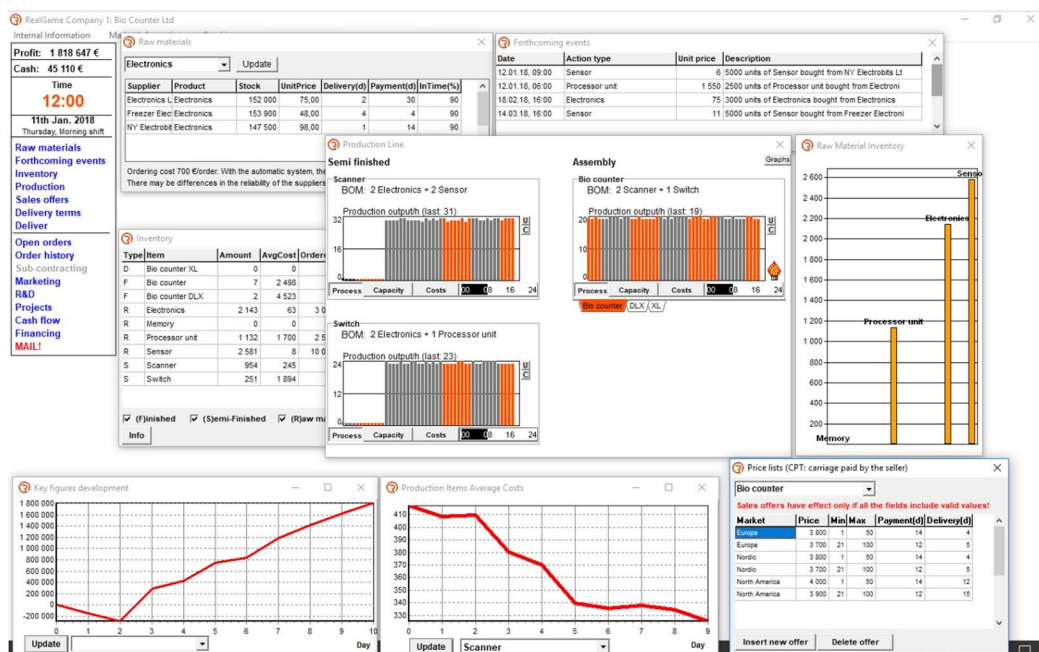 RealGame Company 1: Bio Counter Ltd
Internal Information
Profit: 1 818 647 €
Cash: 45 110 €
Time
12:00
11th Jan. 2018
Thursday, Morning shift
Raw materials
Forthcoming events
Inventory
Production
Sales offers
Delivery terms
Deliver
Open orders
Order history
Sub-contracting
Marketing
R&D
Projects
Cash flow
Financing
MAIL!
Raw materials
Electronics
Update
Supplier Product Stock UnitPrice Delivery(d) Payment(d) InTime(%)
Electronics L Electronics 152 000 75,00 2 30 90
Freezer Elec Electronics 153 900 48,00 4 4 90
NY Electrobit Electronics 147 500 98,00 1 14 90
Ordering cost 700 €/order. With the automatic system, the
There may be differences in the reliability of the suppliers
Forthcoming events
Date Action type Unit price Description
12.01.18, 09:00 Sensor 6 5000 units of Sensor bought from NY Electrobits Lt
12.01.18, 06:00 Processor unit 1 550 2500 units of Processor unit bought from Electroni
18.02.18, 16:00 Electronics 75 3000 units of Electronics bought from Electronics
14.03.18, 16:00 Sensor 11 5000 units of Sensor bought from Freezer Electroni
Inventory
Type Item Amount AvgCost Ordere
D Bio counter XL 0 0
F Bio counter 7 2 498
F Bio counter DLX 2 4 523
R Electronics 2 143 63 3 0
R Memory 0 0
R Processor unit 1 132 1 700 2 5
R Sensor 2 581 8 10 0
S Scanner 954 245
S Switch 251 1 894
(F)inished (S)emi-Finished (R)aw ma
Info
Production Line
Semi finished
Scanner
BOM: 2 Electronics + 2 Sensor
Production output/h (last: 31)
32
16
0
U
C
Process Capacity Costs 00 08 16 24
Switch
BOM: 2 Electronics + 1 Processor unit
Production output/h (last: 23)
24
12
0
U
C
Process Capacity Costs 00 08 16 24
Assembly
Graphs
Bio counter
BOM: 2 Scanner + 1 Switch
Production output/h (last: 19)
20
10
0
U
C
Process Capacity Costs 00 08 16 24
Bio counter DLX XL
Raw Material Inventory
2 600
2 400
2 200
2 000
1 800
1 600
1 400
1 200
1 000
800
600
400
200
Senso
Electronics
Processor unit
Memory
Key figures development
1 800 000
1 600 000
1 400 000
1 200 000
1 000 000
800 000
600 000
400 000
200 000
0
-200 000
0 1 2 3 4 5 6 7 8 9 10
Update
Day
Production Items Average Costs
410
400
390
380
370
360
350
340
330
0 1 2 3 4 5 6 7 8 9
Update
Scanner
Day
Price lists (CPT: carriage paid by the seller)
Bio counter
Sales offers have effect only if all the fields include valid values!
Market Price Min Max Payment(d) Delivery(d)
Europe 3 800 1 50 14 4
Europe 3 700 21 100 12 5
Nordic 3 800 1 50 14 4
Nordic 3 700 21 100 12 5
North America 4 000 1 50 14 12
North America 3 900 21 100 12 15
Insert new offer
Delete offer